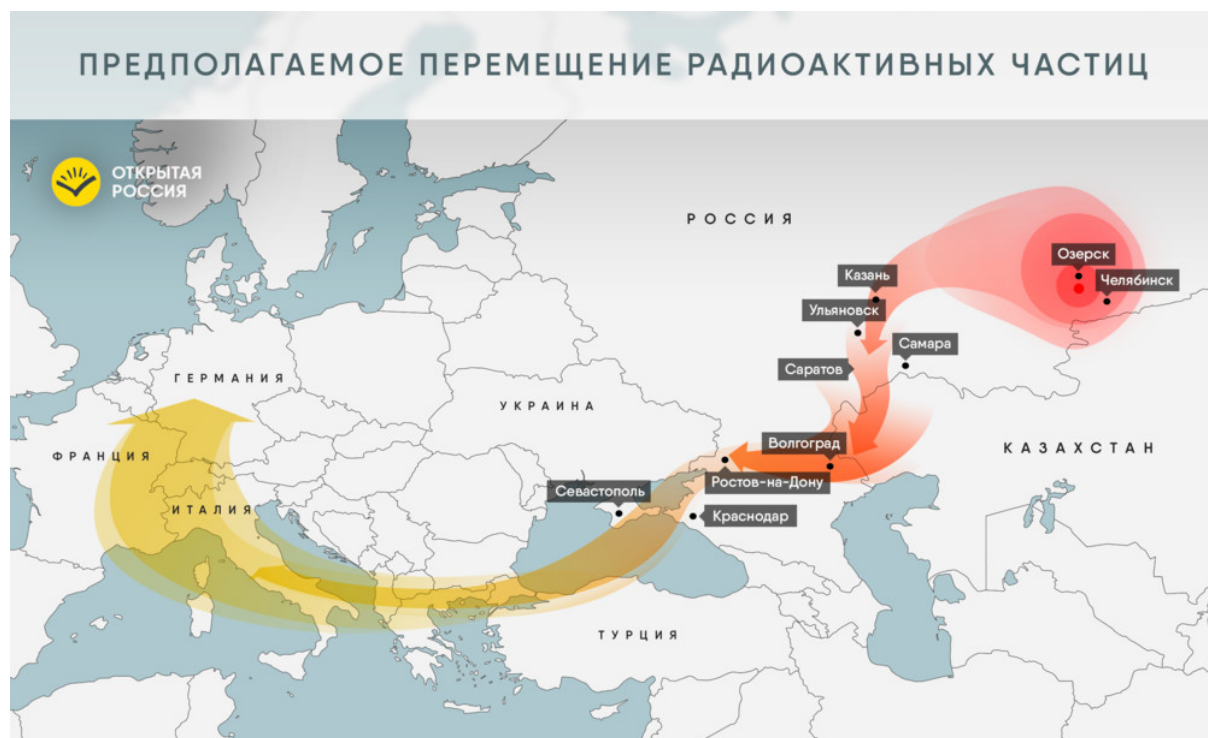 ПРЕДПОЛАГАЕМОЕ ПЕРЕМЕЩЕНИЕ РАДИОАКТИВНЫХ ЧАСТИЦ
ОТКРЫТАЯ
РОССИЯ
РОССИЯ
Озерск
Казань
Челябинск
Ульяновск
Самара
Саратов
ГЕРМАНИЯ
УКРАИНА
Волгоград
КАЗАХСТАН
ФРАНЦИЯ
Ростов-на-Дону
Севастополь
ИТАЛИЯ
Краснодар
ТУРЦИЯ